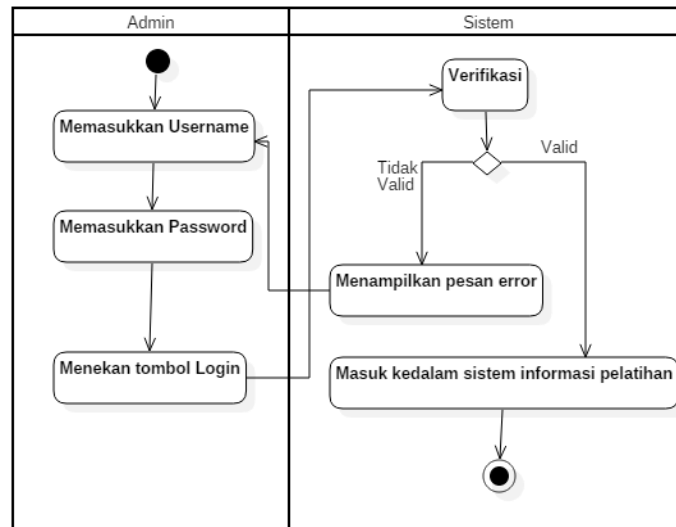 Admin
Sistem
Verifikasi
Memasukkan Username
Valid
Tidak
Valid
Memasukkan Password
Menampilkan pesan error
Menekan tombol Login
Masuk kedalam sistem informasi pelatihan